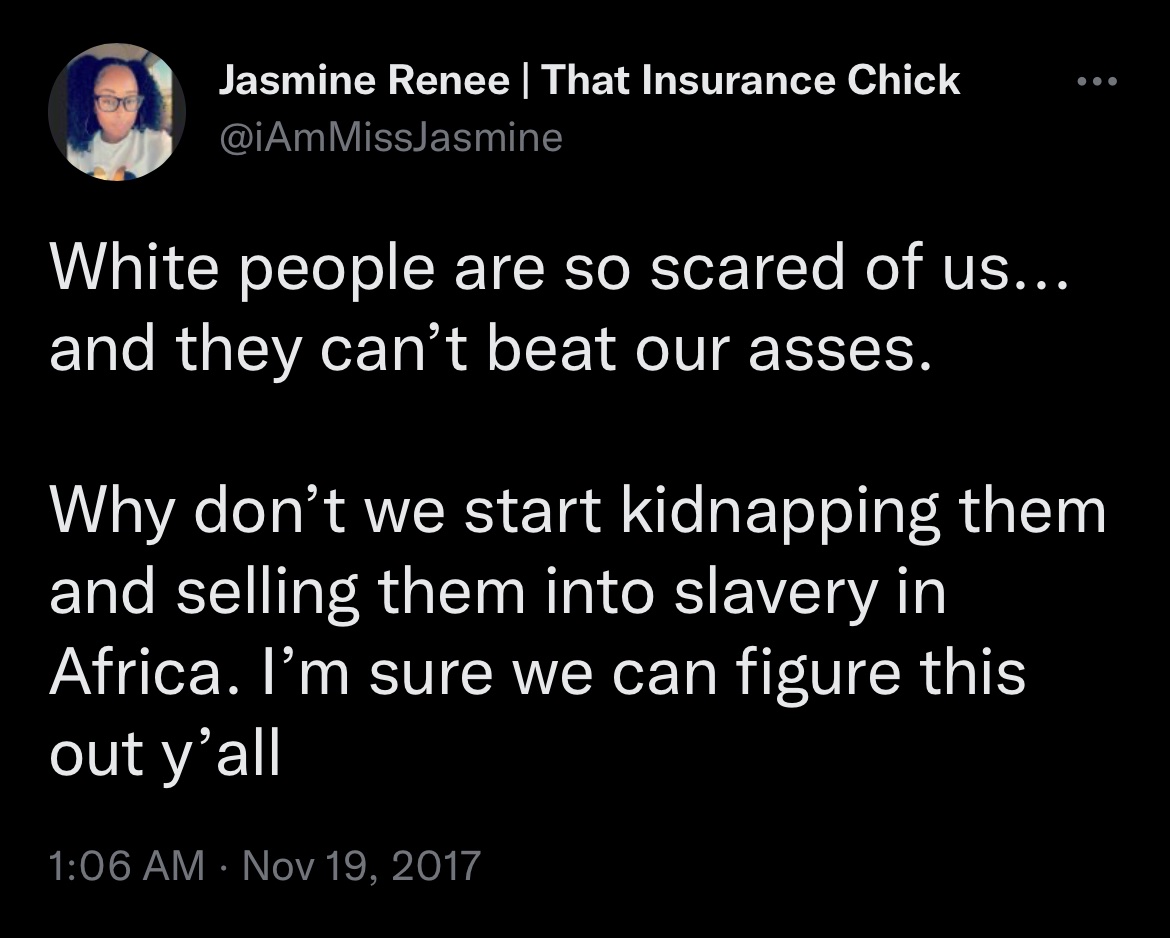 Jasmine Renee | That Insurance Chick
@iAmMissJasmine
White people are so scared of us...
and they can’t beat our asses.
Why don’t we start kidnapping them
and selling them into slavery in
Africa. I’m sure we can figure this
out y’all
1:06 AM · Nov 19, 2017